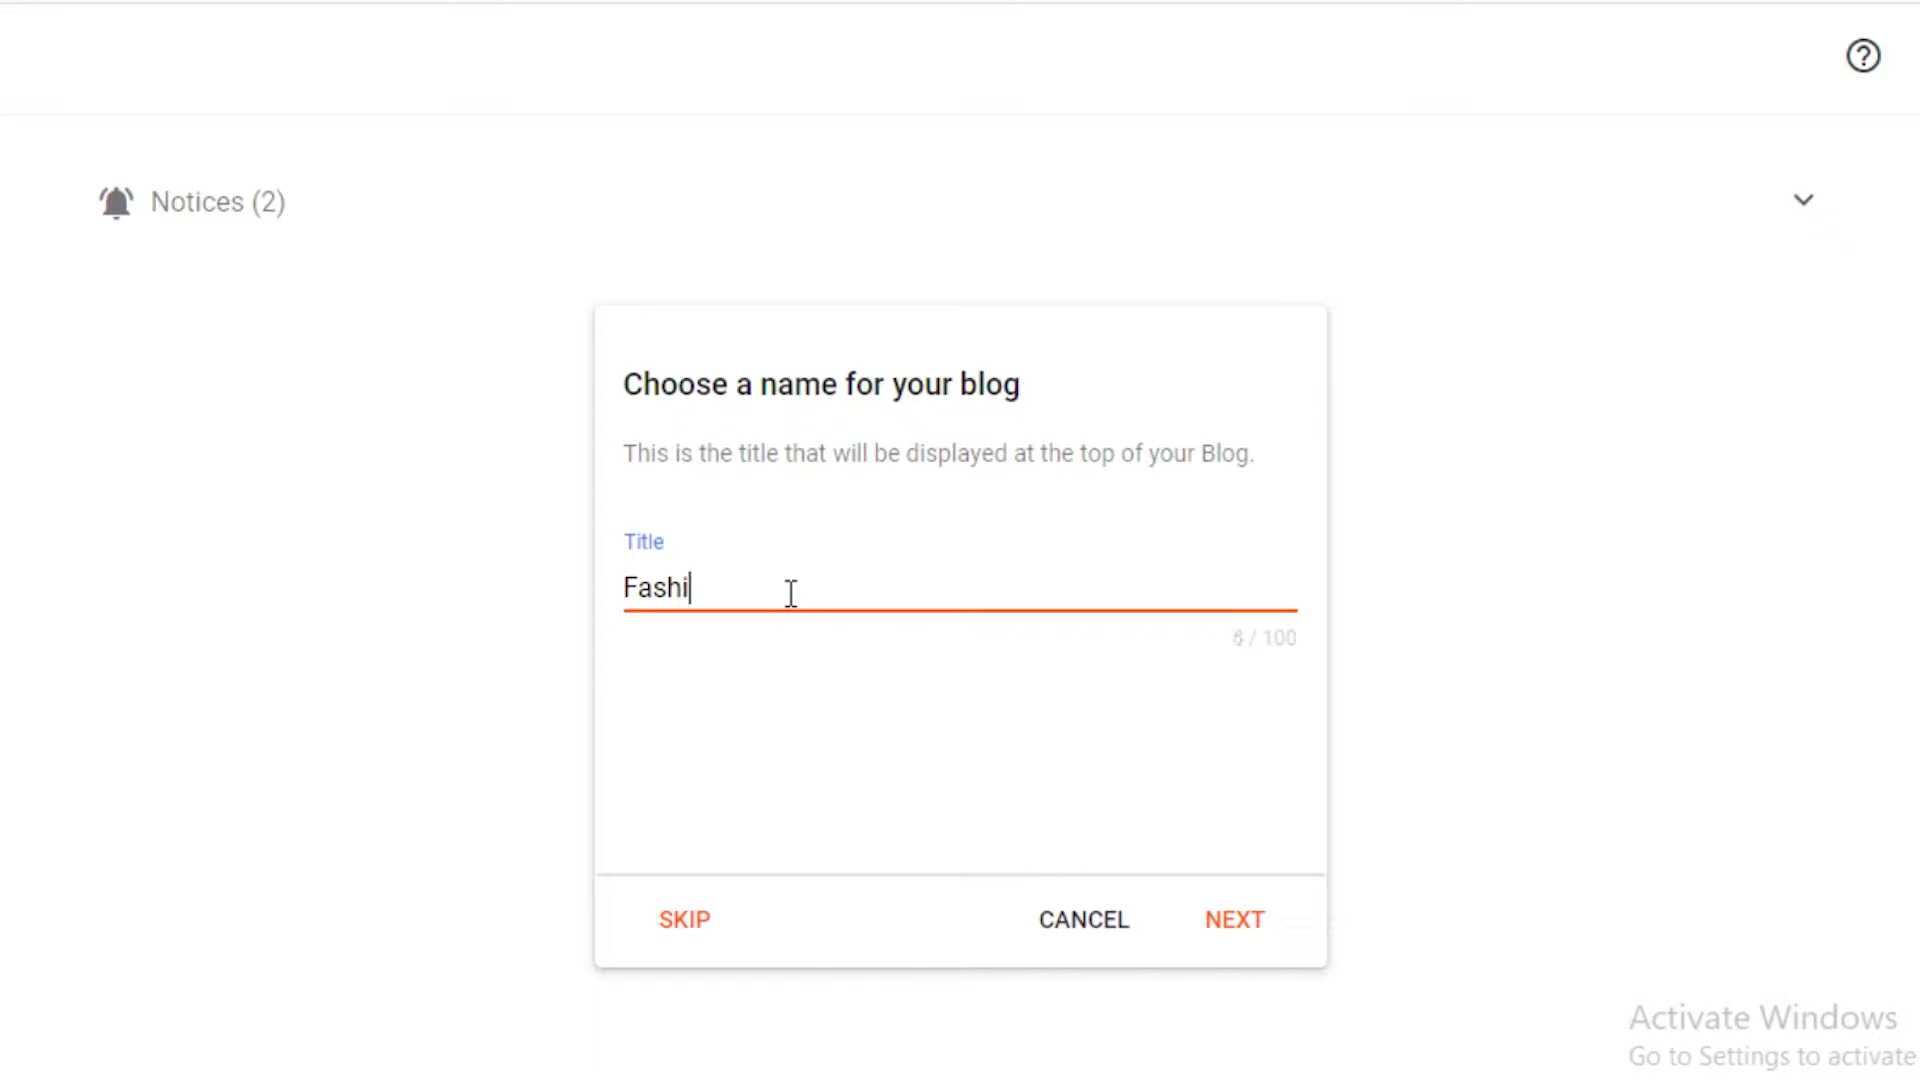 Notices (2)
Choose a name for your blog
This is the title that will be displayed at the top of your Blog.
Title
Fashi
/ 100
SKIP
CANCEL
NEXT
Activate Windows
Go to Settings to activate